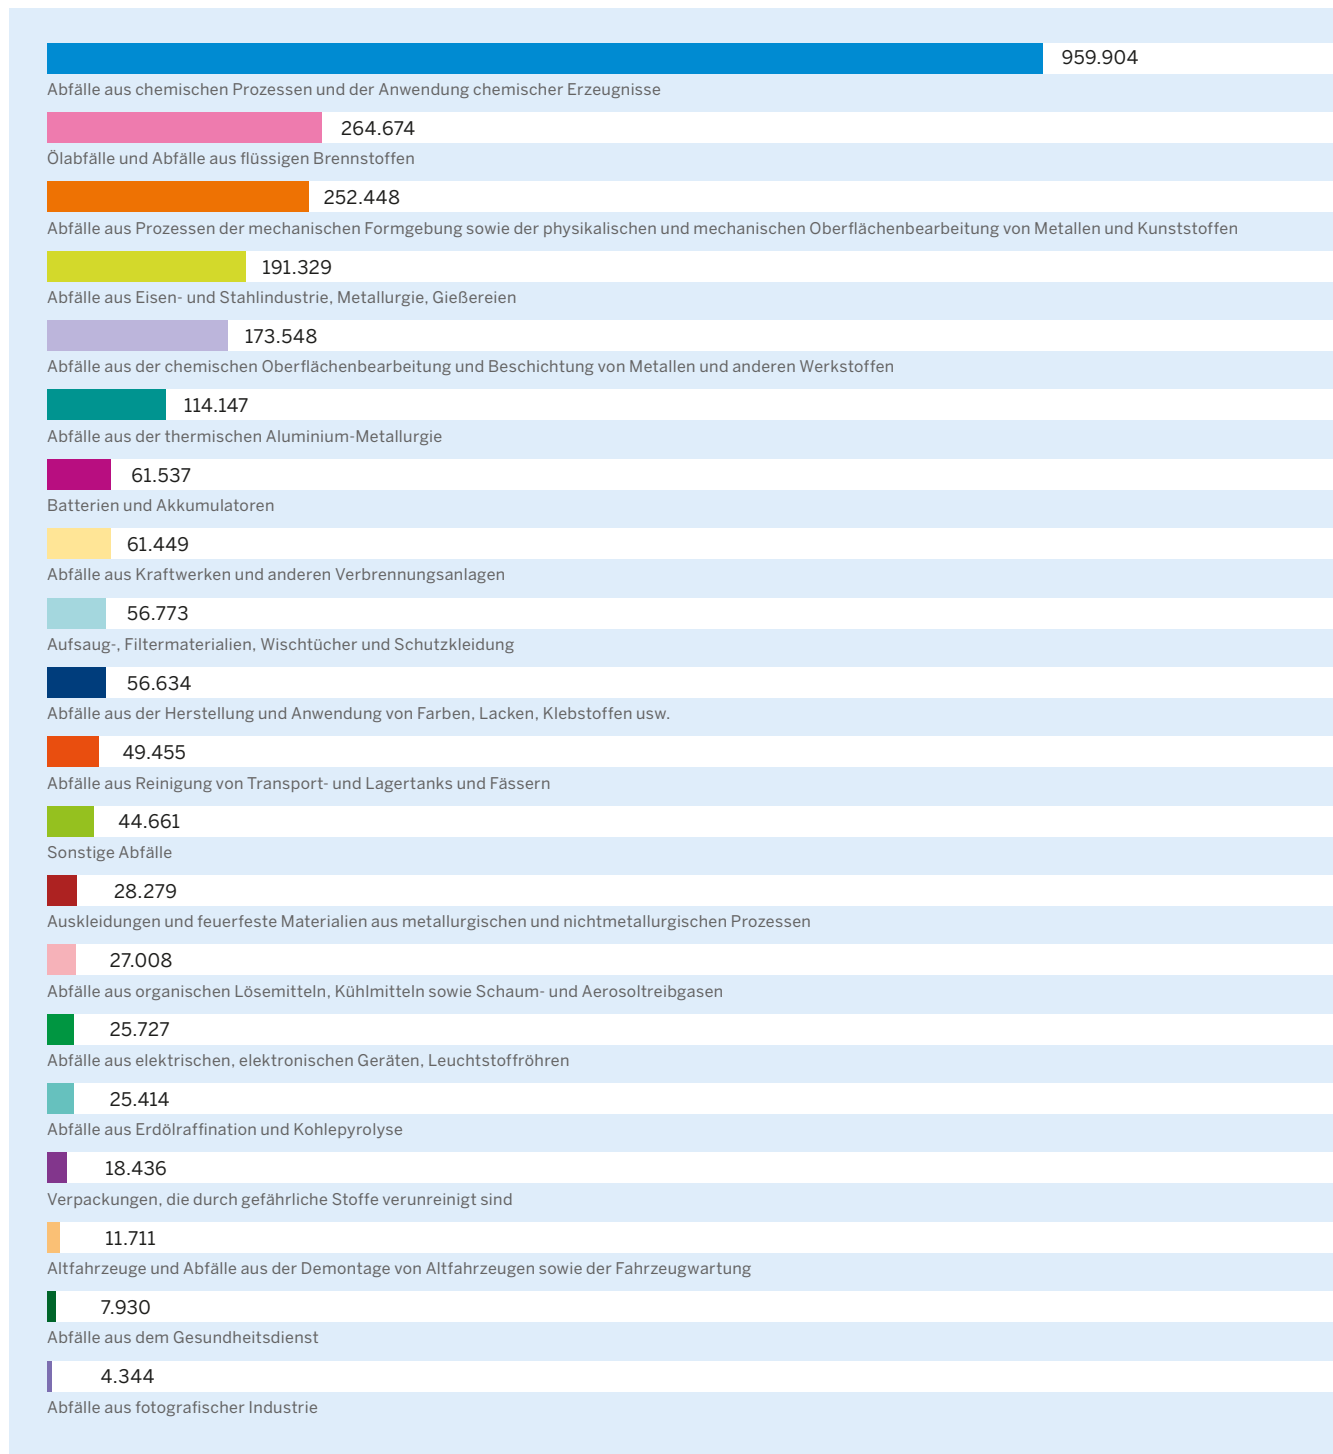 959.904
Abfälle aus chemischen Prozessen und der Anwendung chemischer Erzeugnisse
264.674
Ölabfälle und Abfälle aus flüssigen Brennstoffen
252.448
Abfälle aus Prozessen der mechanischen Formgebung sowie der physikalischen und mechanischen Oberflächenbearbeitung von Metallen und Kunststoffen
191.329
Abfälle aus Eisen- und Stahlindustrie, Metallurgie, Gießereien
173.548
Abfälle aus der chemischen Oberflächenbearbeitung und Beschichtung von Metallen und anderen Werkstoffen
114.147
Abfälle aus der thermischen Aluminium-Metallurgie
61.537
Batterien und Akkumulatoren
61.449
Abfälle aus Kraftwerken und anderen Verbrennungsanlagen
56.773
Aufsaug-, Filtermaterialien, Wischtücher und Schutzkleidung
56.634
Abfälle aus der Herstellung und Anwendung von Farben, Lacken, Klebstoffen usw.
49.455
Abfälle aus Reinigung von Transport- und Lagertanks und Fässern
44.661
Sonstige Abfälle
28.279
Auskleidungen und feuerfeste Materialien aus metallurgischen und nichtmetallurgischen Prozessen
27.008
Abfälle aus organischen Lösemitteln, Kühlmitteln sowie Schaum- und Aerosoltreibgasen
25.727
Abfälle aus elektrischen, elektronischen Geräten, Leuchtstoffröhren
25.414
Abfälle aus Erdölraffination und Kohlepyrolyse
18.436
Verpackungen, die durch gefährliche Stoffe verunreinigt sind
11.711
Altfahrzeuge und Abfälle aus der Demontage von Altfahrzeugen sowie der Fahrzeugwartung
7.930
Abfälle aus dem Gesundheitsdienst
4.344
Abfälle aus fotografischer Industrie